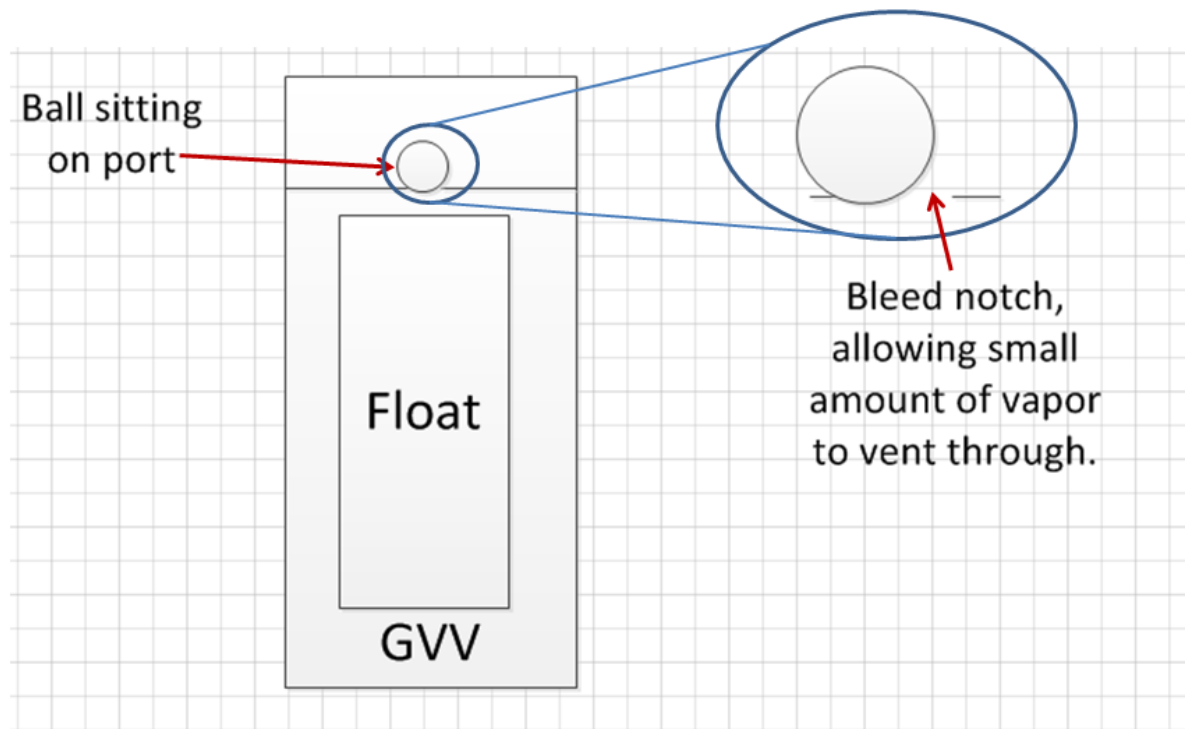 Ball sitting
on port
Float
GVV
Bleed notch,
allowing small
amount of vapor
to vent through.